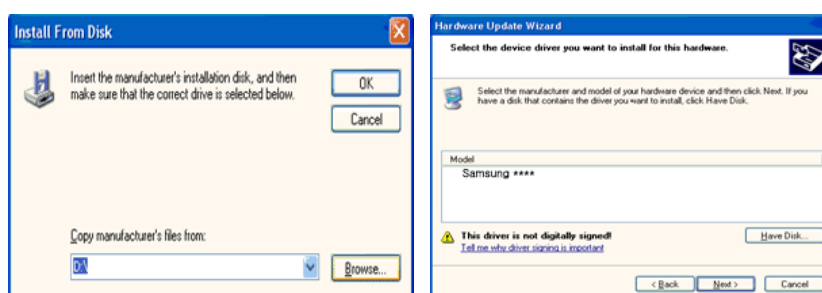 Install From Disk
Insert the manufacturer's installation disk, and then
make sure that the correct drive is selected below.
OK
Cancel
Copy manufacturer's files from:
D:\
Browse...
Hardware Update Wizard
Select the device driver you want to install for this hardware.
Select the manufacturer and model of your hardware device and then click Next. If you
have a disk that contains the driver you want to install, click Have Disk.
Model
Samsung ****
This driver is not digitally signed!
Tell me why driver signing is important
Have Disk...
< Back
Next >
Cancel